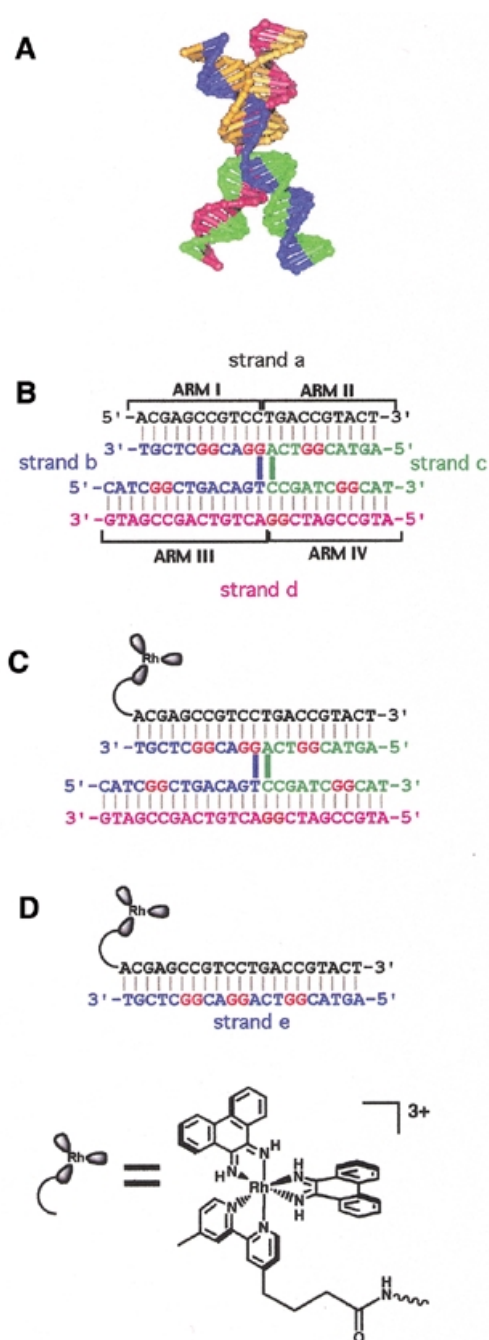 A
B
strand a
ARM I ARM II
5'-ACGAGCCGTCCTGACCGTACT-3'
3'-TGCTCGGCAGGACTGGCATGA-5'
strand b strand c
5'-CATCGGCTGACAGTCCGATCGGCAT-3'
3'-GTAGCCGACTGTCAGGCTAGCCGTA-5'
ARM III ARM IV
strand d
C
Rh
ACGAGCCGTCCTGACCGTACT-3'
3'-TGCTCGGCAGGACTGGCATGA-5'
5'-CATCGGCTGACAGTCCGATCGGCAT-3'
3'-GTAGCCGACTGTCAGGCTAGCCGTA-5'
D
Rh
ACGAGCCGTCCTGACCGTACT-3'
3'-TGCTCGGCAGGACTGGCATGA-5'
strand e
3+
H
N
HN
Rh
HN
N
H
N N
Rh =
H
N
O